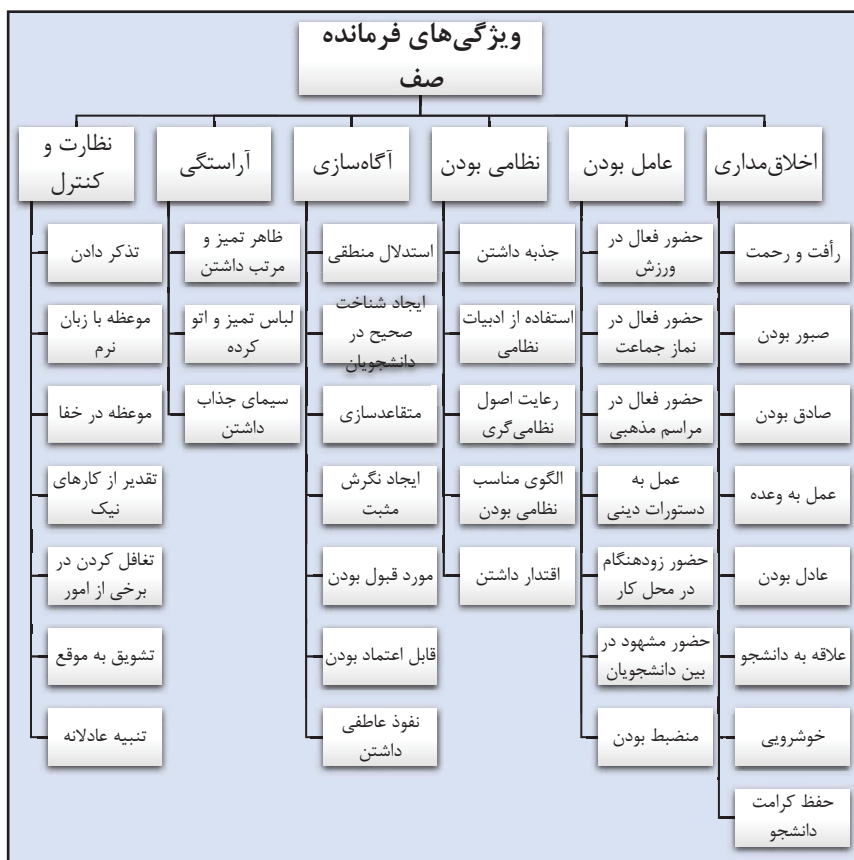 ویژگی‌های فرمانده
صف
اخلاق‌مداری
رأفت و رحمت
صبور بودن
صادق بودن
عمل به وعده
عادل بودن
علاقه به دانشجو
خوشرویی
حفظ کرامت
دانشجو
عامل بودن
حضور فعال در
ورزش
حضور فعال در
نماز جماعت
حضور فعال در
مراسم مذهبی
عمل به
دستورات دینی
حضور زودهنگام
در محل کار
حضور مشهود در
بین دانشجویان
منضبط بودن
نظامی بودن
جذبه داشتن
استفاده از ادبیات
نظامی
رعایت اصول
نظامی‌گری
الگوی مناسب
نظامی بودن
اقتدار داشتن
آگاه‌سازی
استدلال منطقی
ایجاد شناخت
صحیح در
دانشجویان
متقاعدسازی
ایجاد نگرش
مثبت
مورد قبول بودن
قابل اعتماد بودن
نفوذ عاطفی
داشتن
آراستگی
ظاهر تمیز و
مرتب داشتن
لباس تمیز و اتو
کرده
سیمای جذاب
داشتن
نظارت و
کنترل
تذکر دادن
موعظه با زبان
نرم
موعظه در خفا
تقدیر از کارهای
نیک
تغافل کردن در
برخی از امور
تشویق به موقع
تنبیه عادلانه